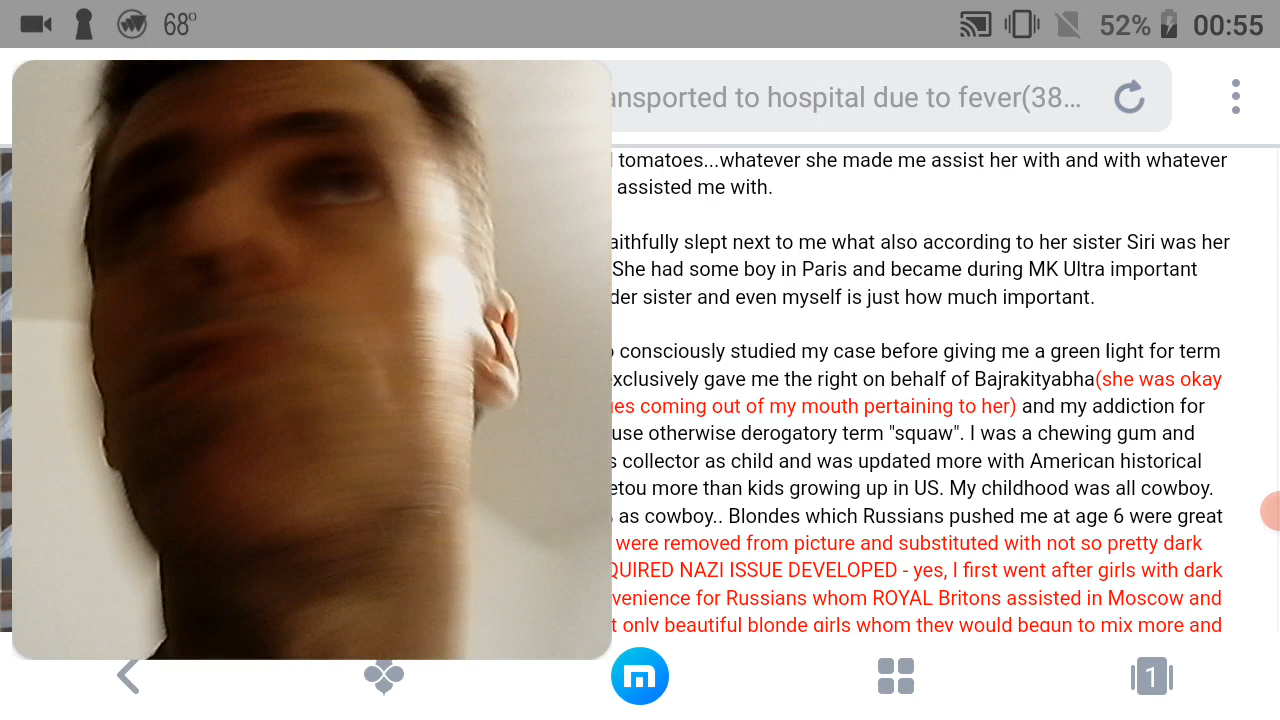 68°
52% 00:55
ansported to hospital due to fever(38...
tomatoes...whatever she made me assist her with and with whatever
assisted me with.
aithfully slept next to me what also according to her sister Siri was her
She had some boy in Paris and became during MK Ultra important
der sister and even myself is just how much important.
consciously studied my case before giving me a green light for term
exclusively gave me the right on behalf of Bajrakityabha(she was okay
ues coming out of my mouth pertaining to her) and my addiction for
use otherwise derogatory term "squaw". I was a chewing gum and
s collector as child and was updated more with American historical
etou more than kids growing up in US. My childhood was all cowboy.
as cowboy.. Blondes which Russians pushed me at age 6 were great
were removed from picture and substituted with not so pretty dark
QUIRED NAZI ISSUE DEVELOPED - yes, I first went after girls with dark
venience for Russians whom ROYAL Britons assisted in Moscow and
t only beautiful blonde girls whom they would begun to mix more and
1